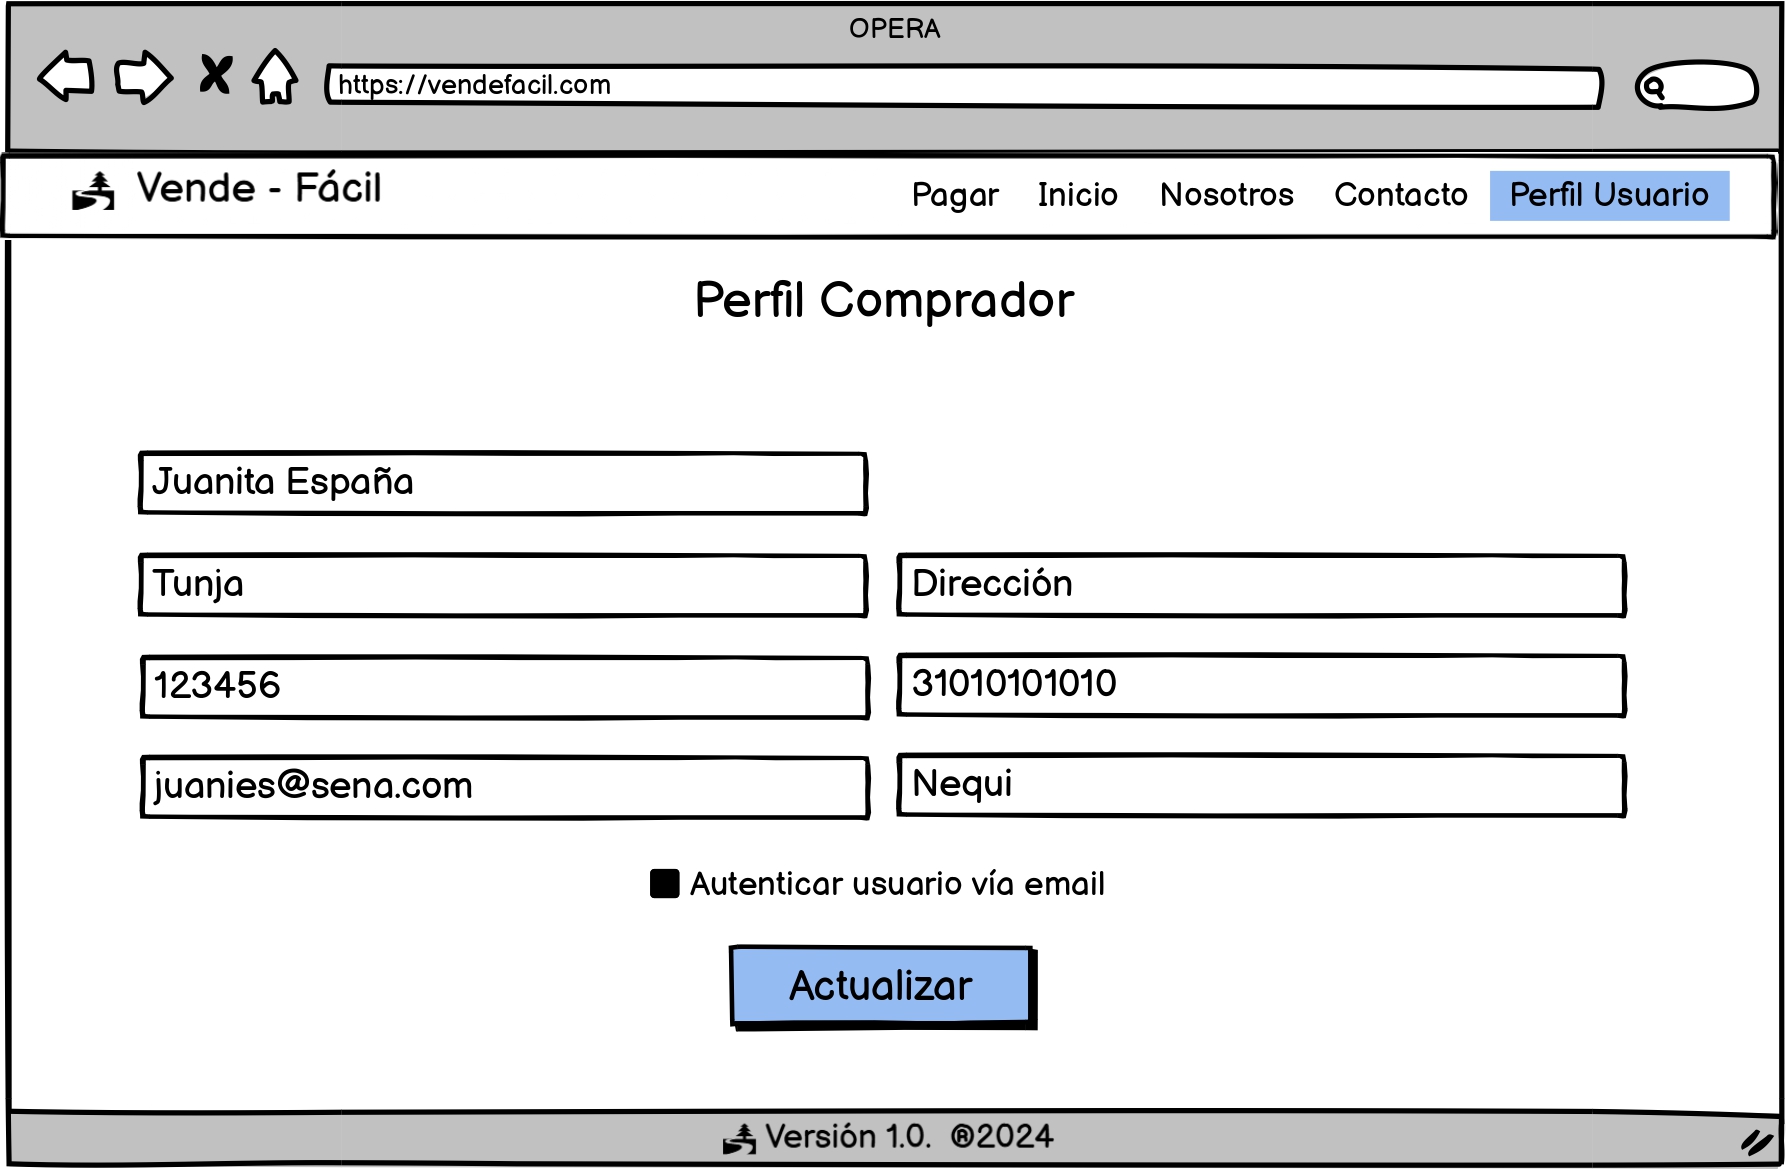 OPERA
https://vendefacil.com
Vende - Fácil
Pagar Inicio Nosotros Contacto Perfil Usuario
Perfil Comprador
Juanita España
Tunja
Dirección
123456
31010101010
juanies@sena.com
Nequi
Autenticar usuario vía email
Actualizar
Versión 1.0. ®2024